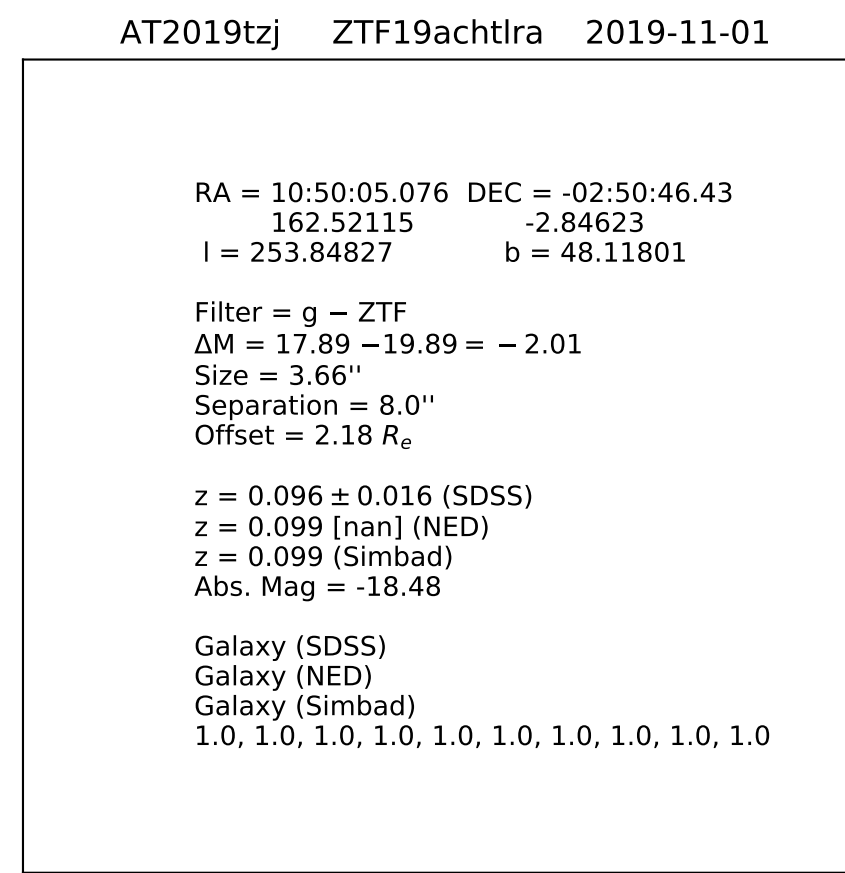 AT2019tzj ZTF19achtlra 2019-11-01
RA = 10:50:05.076 DEC = -02:50:46.43
162.52115 -2.84623
l = 253.84827 b = 48.11801
Filter = g − ZTF
ΔM = 17.89 −19.89 = − 2.01
Size = 3.66''
Separation = 8.0''
Offset = 2.18 Re
z = 0.096 ± 0.016 (SDSS)
z = 0.099 [nan] (NED)
z = 0.099 (Simbad)
Abs. Mag = -18.48
Galaxy (SDSS)
Galaxy (NED)
Galaxy (Simbad)
1.0, 1.0, 1.0, 1.0, 1.0, 1.0, 1.0, 1.0, 1.0, 1.0